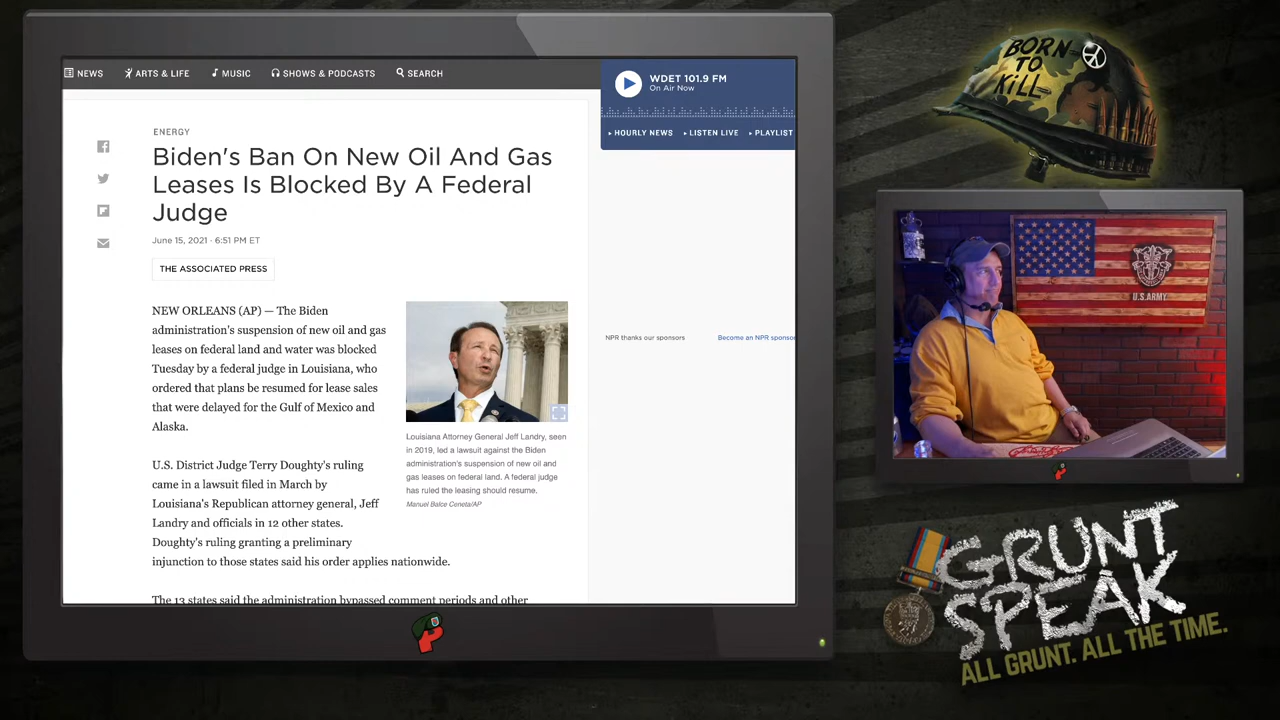 NEWS
ARTS & LIFE
MUSIC
SHOWS & PODCASTS
SEARCH
WDET 101.9 FM
On Air Now
HOURLY NEWS
LISTEN LIVE
PLAYLIST
ENERGY
Biden's Ban On New Oil And Gas
Leases Is Blocked By A Federal
Judge
June 15, 2021 · 6:51 PM ET
THE ASSOCIATED PRESS
NEW ORLEANS (AP) — The Biden
administration's suspension of new oil and gas
leases on federal land and water was blocked
Tuesday by a federal judge in Louisiana, who
ordered that plans be resumed for lease sales
that were delayed for the Gulf of Mexico and
Alaska.
U.S. District Judge Terry Doughty's ruling
came in a lawsuit filed in March by
Louisiana's Republican attorney general, Jeff
Landry and officials in 12 other states.
Doughty's ruling granting a preliminary
injunction to those states said his order applies nationwide.
The 13 states said the administration bypassed comment periods and other
Louisiana Attorney General Jeff Landry, seen
in 2019, led a lawsuit against the Biden
administration's suspension of new oil and
gas leases on federal land. A federal judge
has ruled the leasing should resume.
Manuel Balce Ceneta/AP
NPR thanks our sponsors
Become an NPR sponsor
BORN
TO
KILL
U.S. ARMY
GRUNT
SPEAK
ALL GRUNT. ALL THE TIME.